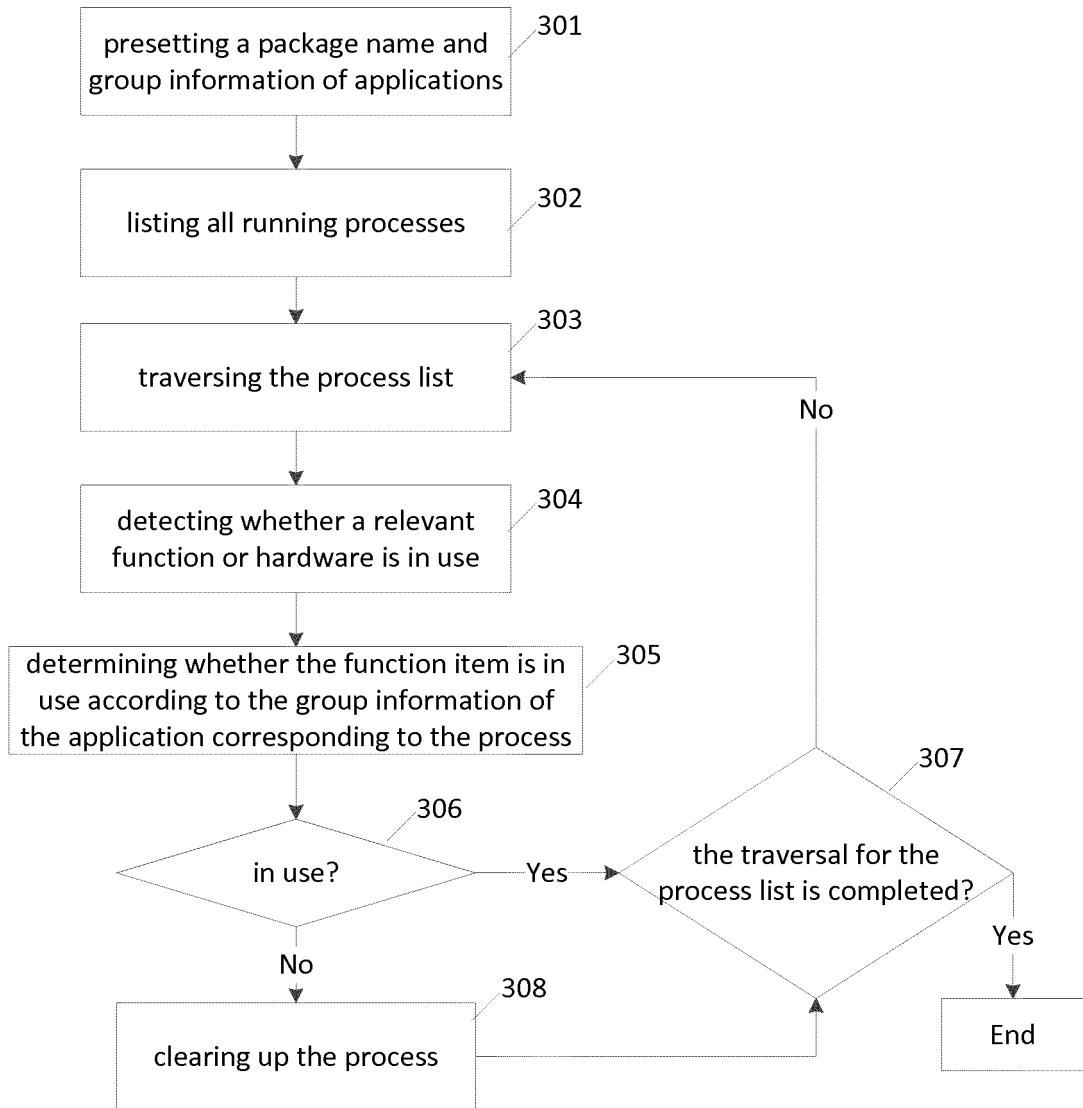 301
presetting a package name and
group information of applications
302
listing all running processes
303
traversing the process list
No
304
detecting whether a relevant
function or hardware is in use
305
determining whether the function item is in
use according to the group information of
the application corresponding to the process
307
306
in use?
Yes
the traversal for the
process list is completed?
Yes
No
308
clearing up the process
End